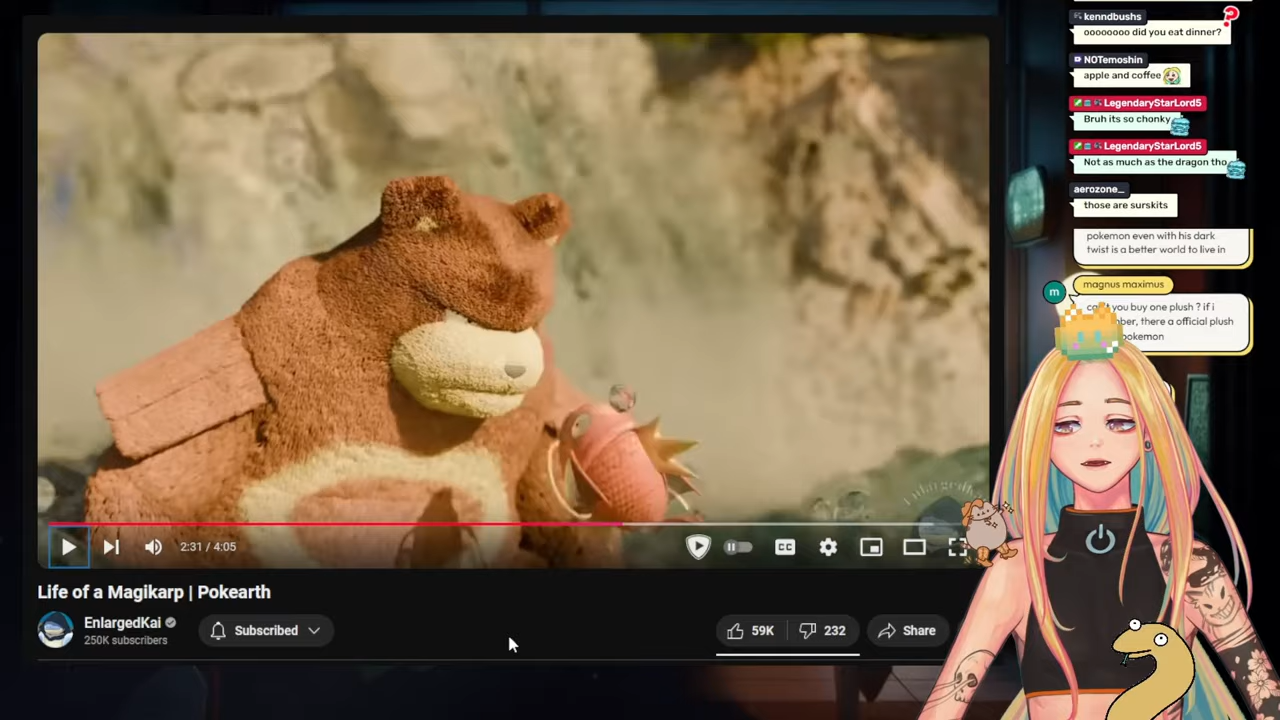 kenndbushs
oooooooo did you eat dinner?
NOTemoshin
apple and coffee
LegendaryStarLord5
Bruh its so chonky
LegendaryStarLord5
Not as much as the dragon tho
aerozone_
those are surskits
pokemon even with his dark
twist is a better world to live in
m
magnus maximus
you buy one plush ? if i
there a official plush
pokemon
2:31 / 4:05
CC
Life of a Magikarp | Pokearth
EnlargedKai
250K subscribers
Subscribed
59K
232
Share